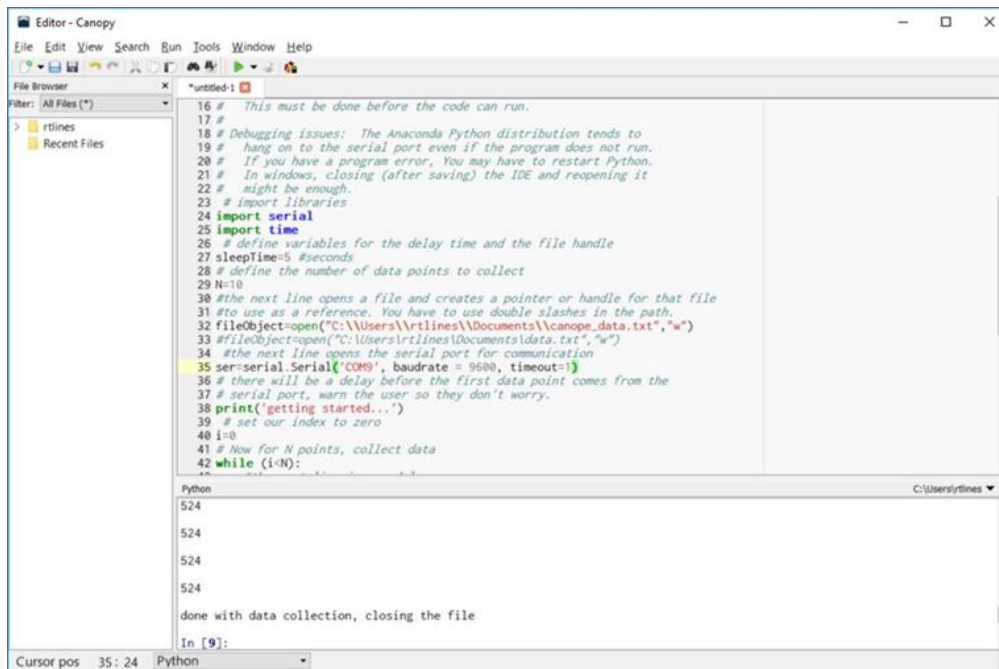 Editor - Canopy
File Edit View Search Run Tools Window Help
File Browser
*untitled-1
Filter: All Files (*)
rtlines
Recent Files
16 #   This must be done before the code can run.
17 #
18 # Debugging issues:  The Anaconda Python distribution tends to
19 #   hang on to the serial port even if the program does not run.
20 #   If you have a program error, You may have to restart Python.
21 #   In windows, closing (after saving) the IDE and reopening it
22 #   might be enough.
23  # import libraries
24 import serial
25 import time
26  # define variables for the delay time and the file handle
27 sleepTime=5 #seconds
28 # define the number of data points to collect
29 N=10
30 #the next line opens a file and creates a pointer or handle for that file
31 #to use as a reference. You have to use double slashes in the path.
32 fileObject=open("C:\\Users\\rtlines\\Documents\\canope_data.txt","w")
33 #fileObject=open("C:\Users\rtlines\Documents\data.txt","w")
34  #the next line opens the serial port for communication
35 ser=serial.Serial('COM9', baudrate = 9600, timeout=1)
36 # there will be a delay before the first data point comes from the
37 # serial port, warn the user so they don't worry.
38 print('getting started...')
39  # set our index to zero
40 i=0
41 # Now for N points, collect data
42 while (i<N):
Python
C:\Users\rtlines
524
524
524
524
done with data collection, closing the file
In [9]:
Cursor pos 35 : 24 Python